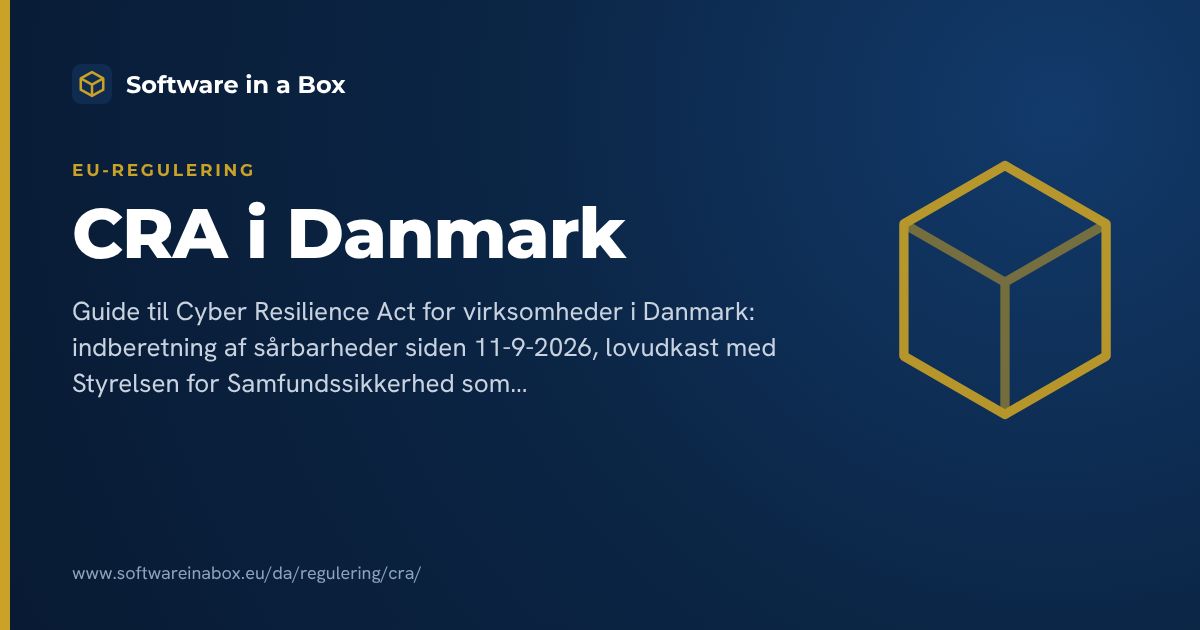 Software in a Box
EU-REGULERING
CRA i Danmark
Guide til Cyber Resilience Act for virksomheder i Danmark:
indberetning af sårbarheder siden 11-9-2026, lovudkast med
Styrelsen for Samfundssikkerhed som...
www.softwareinabox.eu/da/regulering/cra/